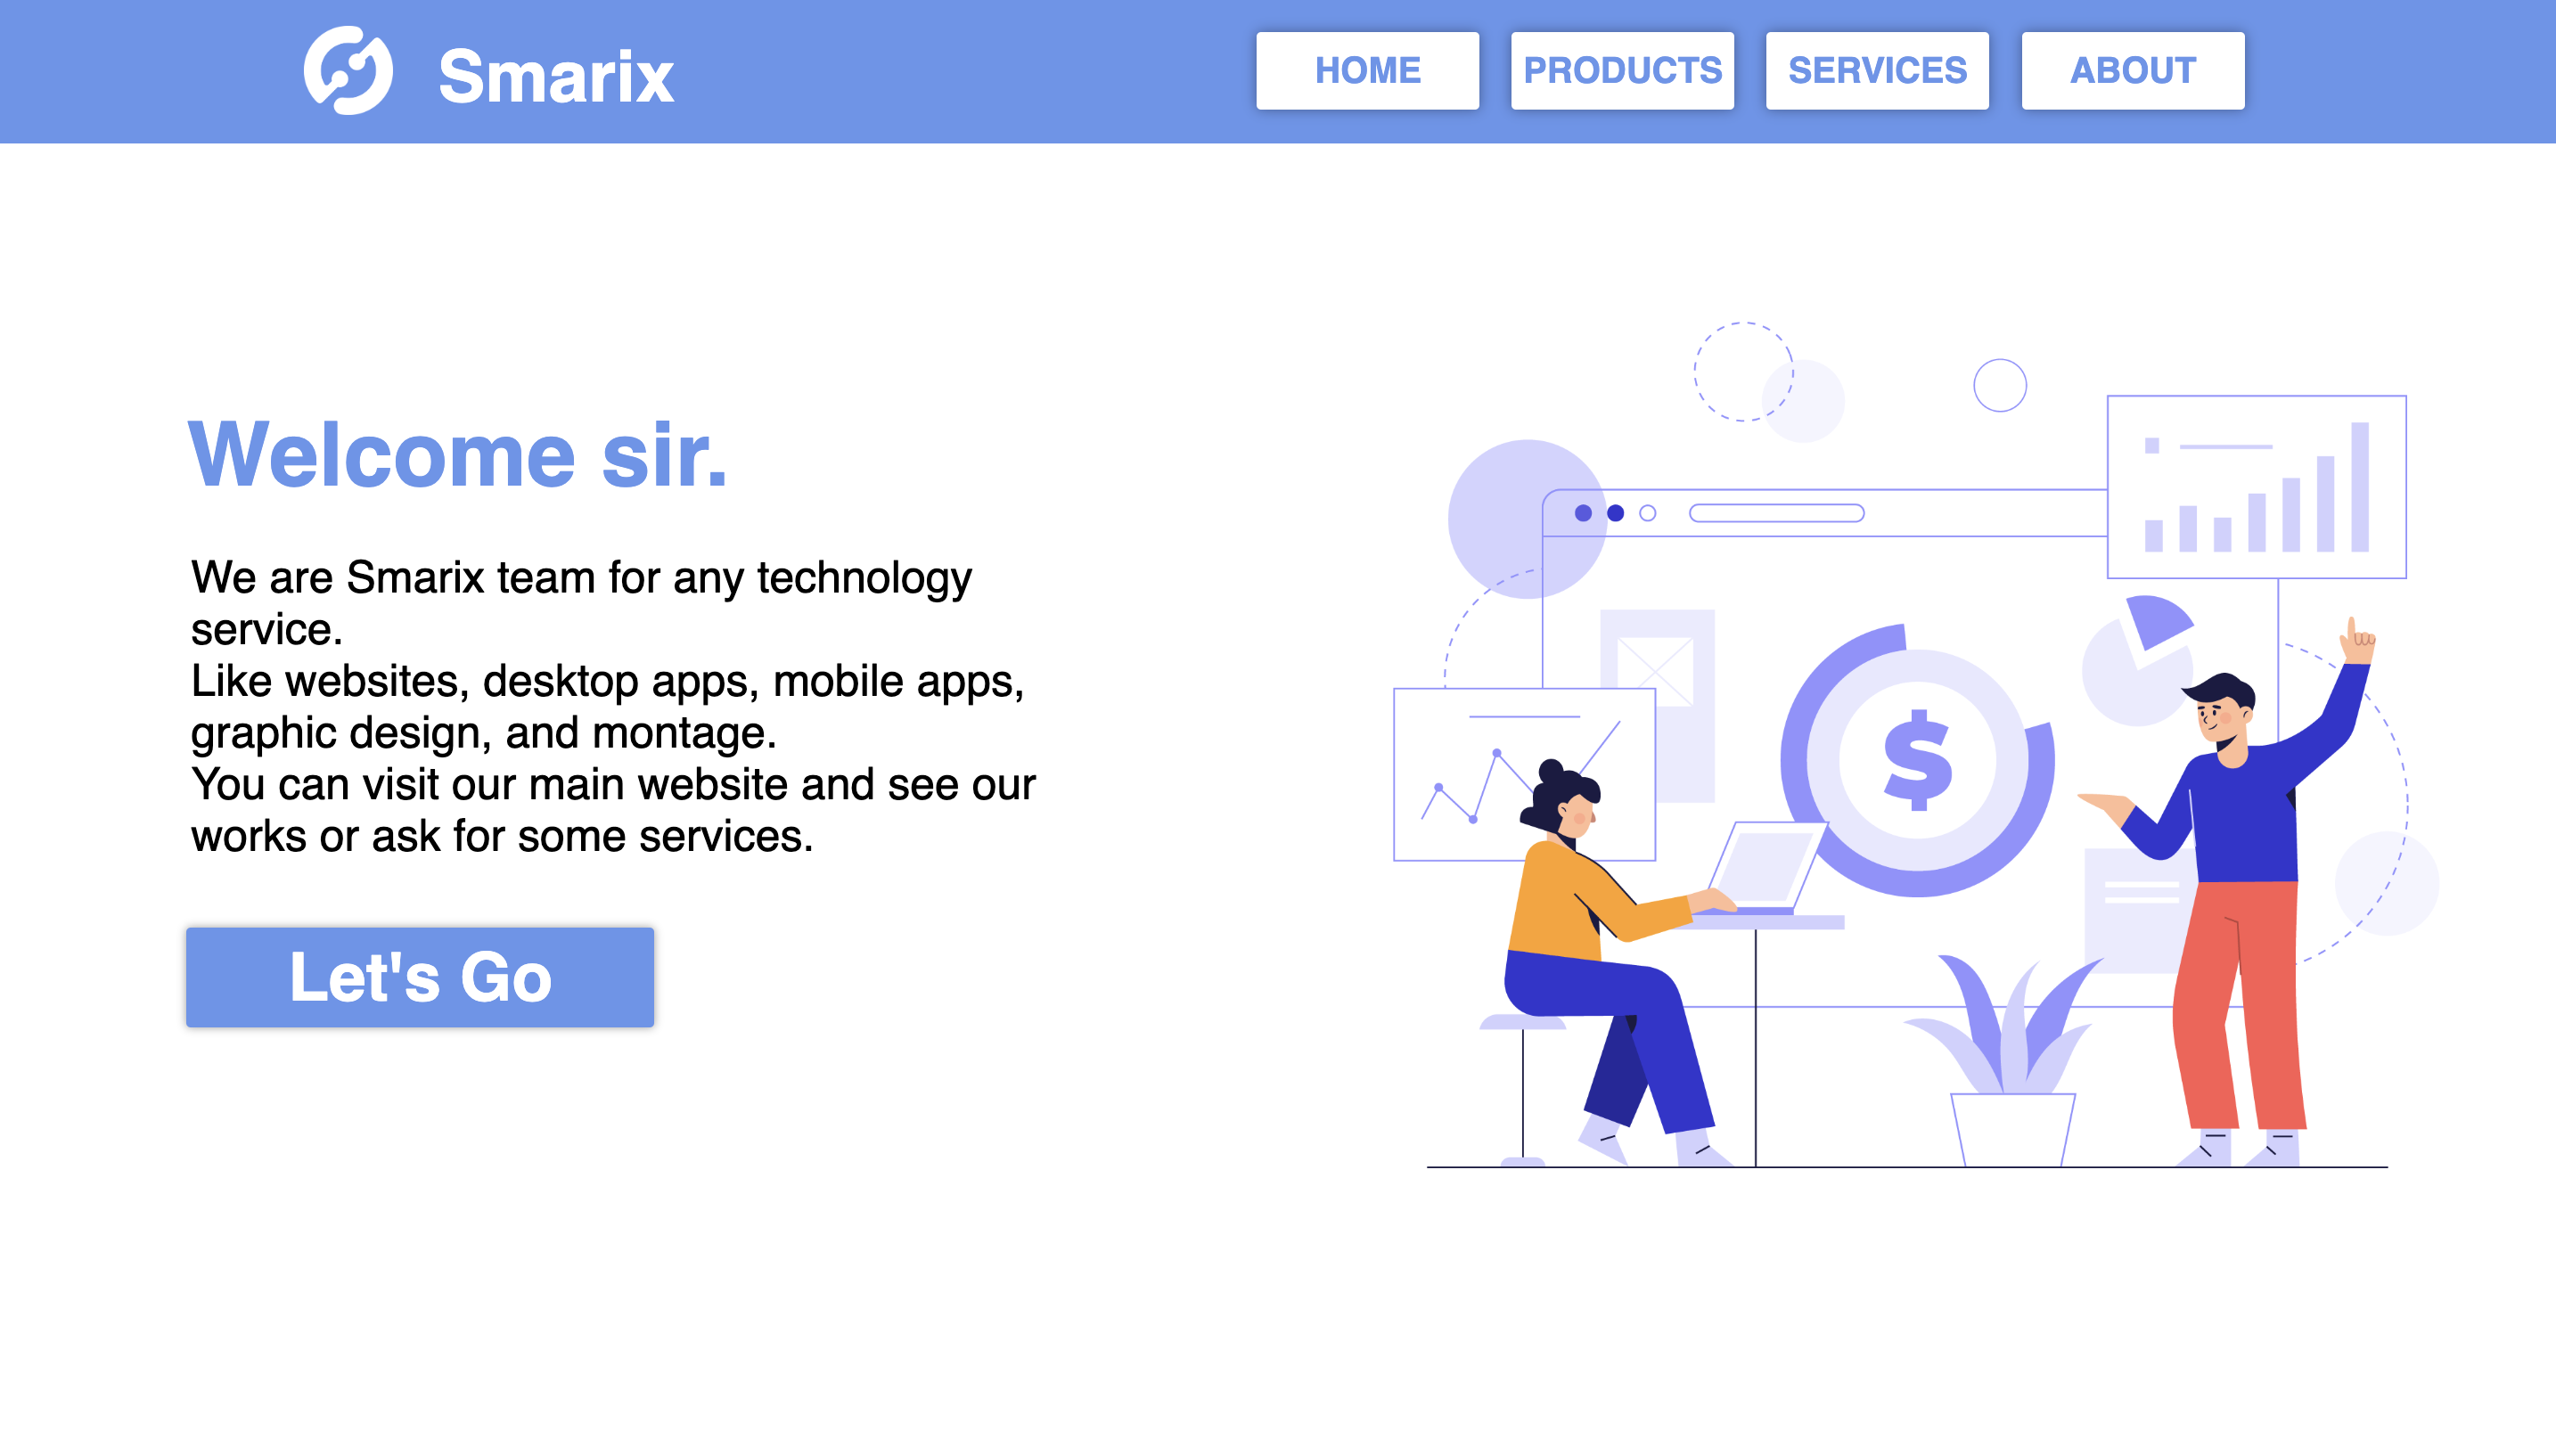 Smarix
HOME
PRODUCTS
SERVICES
ABOUT
Welcome sir.
We are Smarix team for any technology
service.
Like websites, desktop apps, mobile apps,
graphic design, and montage.
You can visit our main website and see our
works or ask for some services.
Let's Go
$